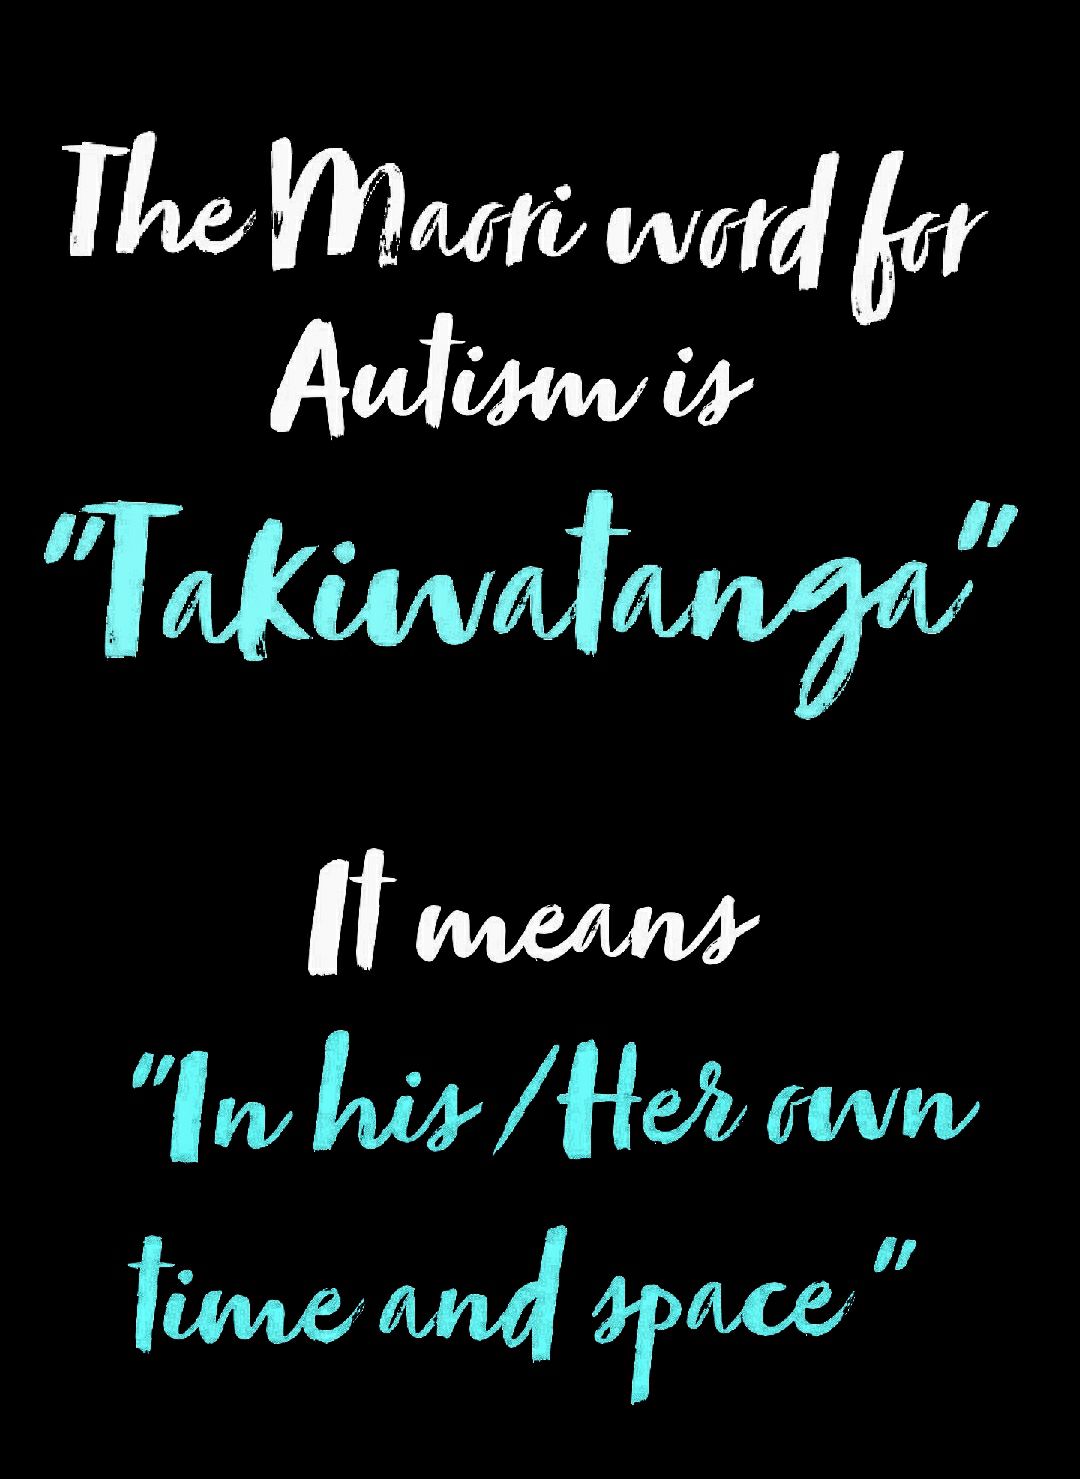 The Maori word for
Autism is
"Takiwatanga"
It means
"In his/Her own
time and space"